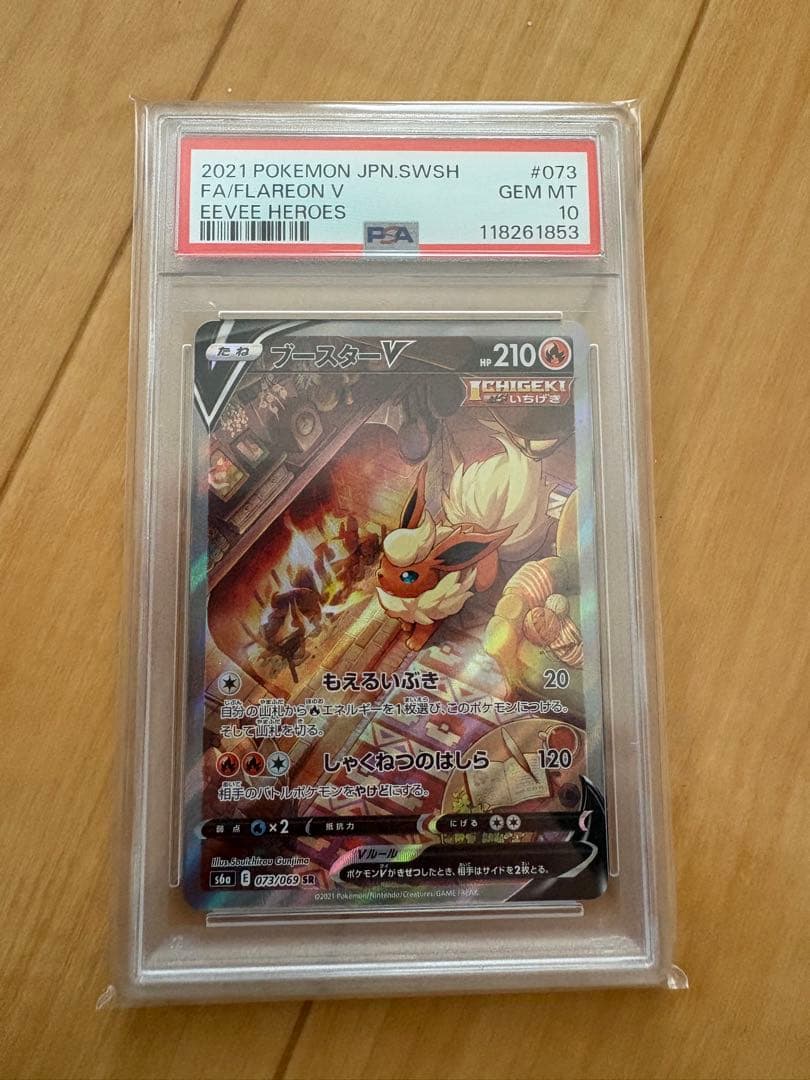 2021 POKEMON JPN.SWSH #073
FA/FLAREON V GEM MT
EEVEE HEROES 10
PSA 118261853
たね ブースターV HP 210
ICHIGEKI
いちげき
もえるいぶき 20
自分の山札からエネルギーを1枚選び、このポケモンにつける。
そして山札を切る。
しゃくねつのはしら 120
相手のバトルポケモンをやけどにする。
弱点 ×2 抵抗力 にげる
Vルール
ポケモンVがきぜつしたとき、相手はサイドを2枚とる。
Illus.Souichirou Gunjima
s6a E 073/069 SR
©2021 Pokémon/Nintendo/Creatures/GAME FREAK.